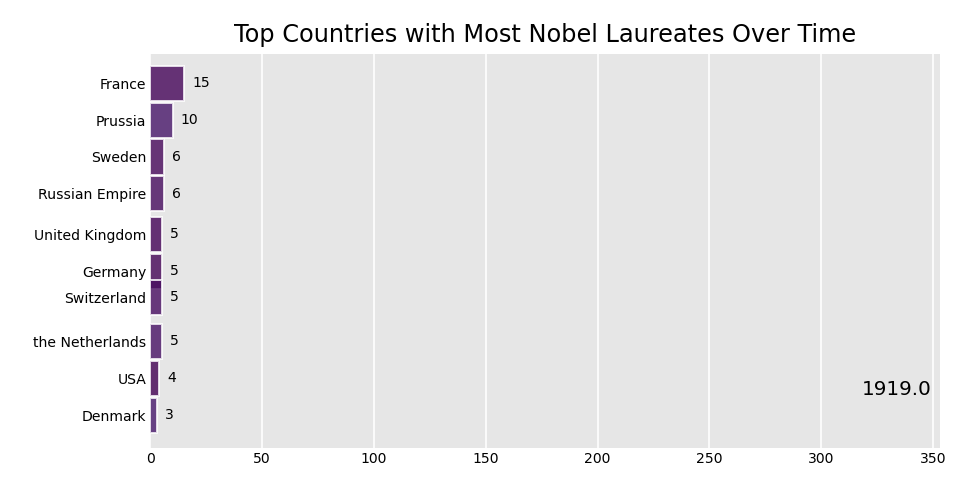 Top Countries with Most Nobel Laureates Over Time
France 15
Prussia 10
Sweden 6
Russian Empire 6
United Kingdom 5
Germany 5
Switzerland 5
the Netherlands 5
USA 4
1919.0
Denmark 3
0 50 100 150 200 250 300 350